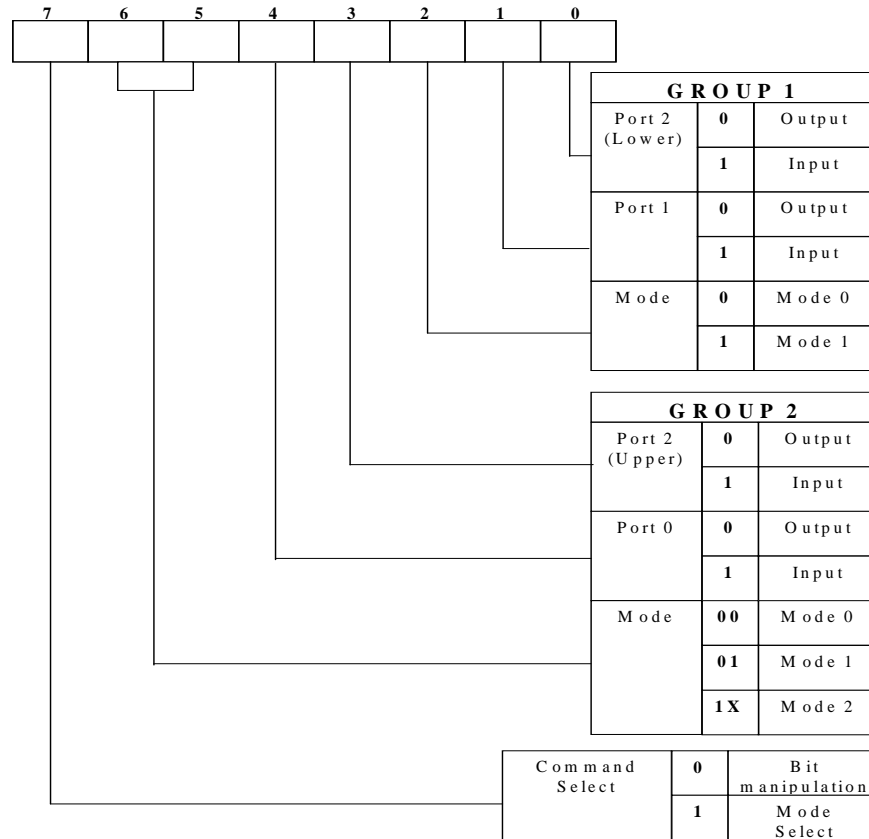 7 6 5 4 3 2 1 0
GROUP 1
Port 2 0 Output
(Lower)
1 Input
Port 1 0 Output
1 Input
Mode 0 Mode 0
1 Mode 1
GROUP 2
Port 2 0 Output
(Upper)
1 Input
Port 0 0 Output
1 Input
Mode 00 Mode 0
01 Mode 1
1X Mode 2
Command 0 Bit
Select manipulation
1 Mode
Select